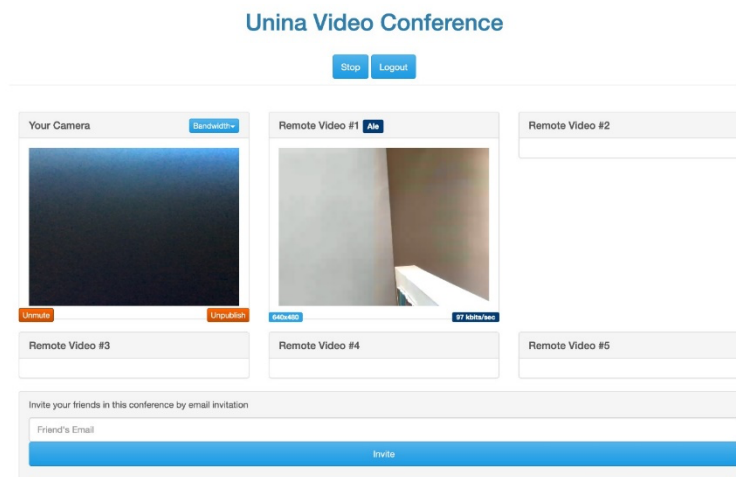 Unina Video Conference
Stop Logout
Your Camera Bandwidth
Remote Video #1 Ale
Remote Video #2
Unmute Unpublish
640x480 97 kbits/sec
Remote Video #3
Remote Video #4
Remote Video #5
Invite your friends in this conference by email invitation
Friend's Email
Invite